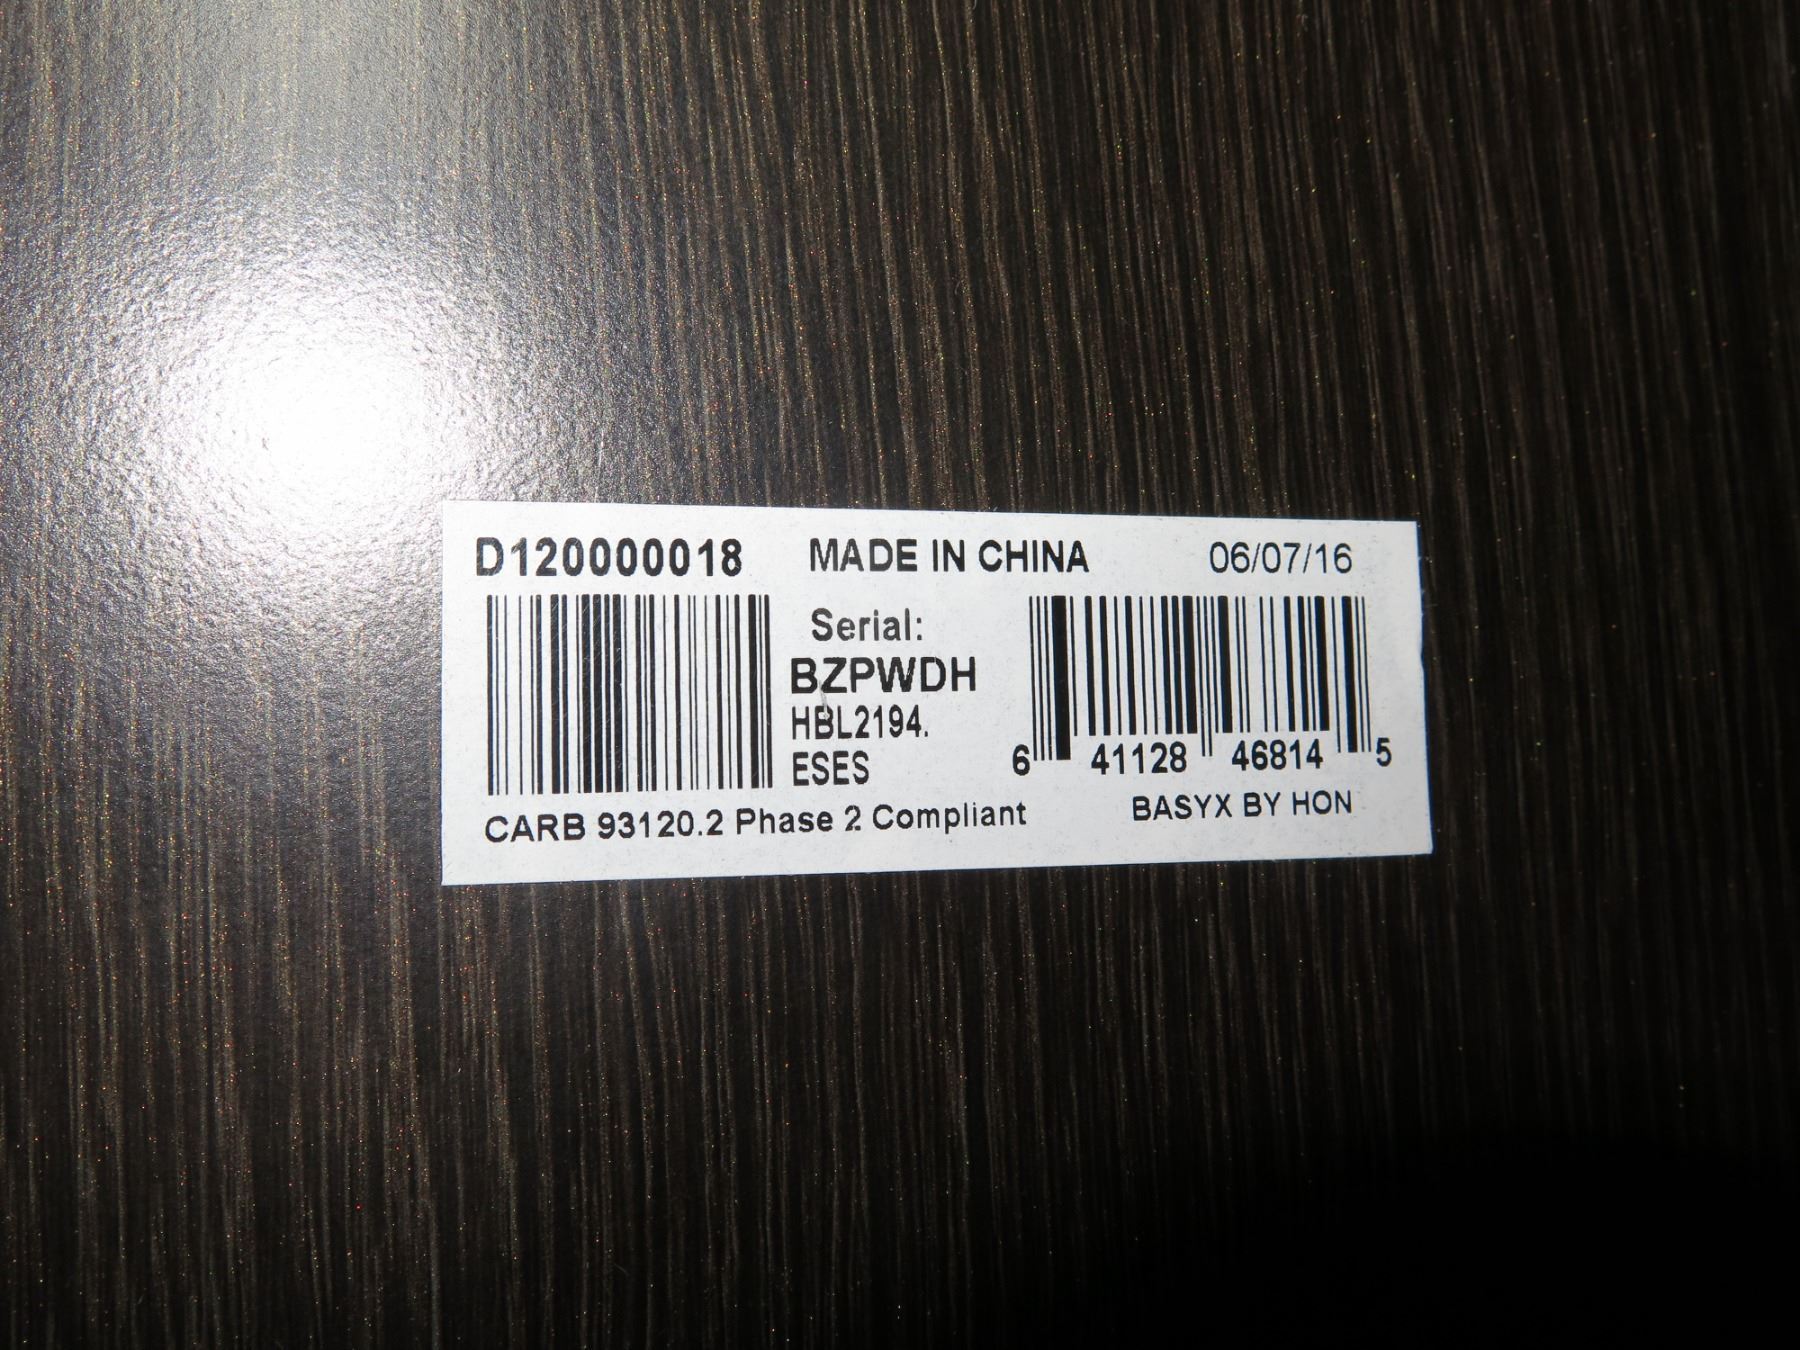 D120000018 MADE IN CHINA 06/07/16
Serial:
BZPWDH
HBL2194.
ESES
6 41128 46814 5
CARB 93120.2 Phase 2 Compliant
BASYX BY HON